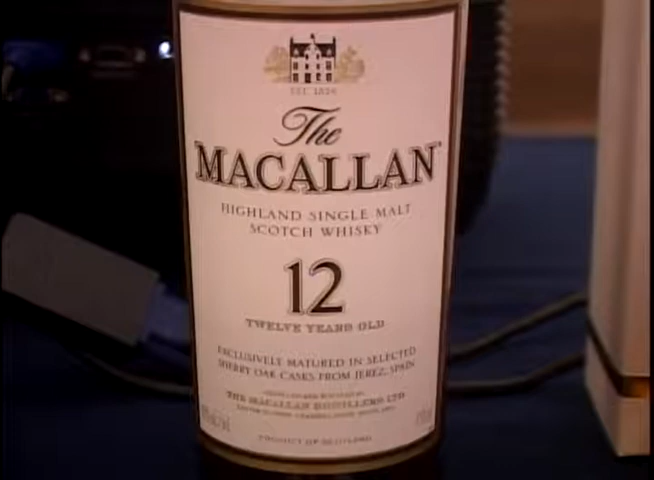 EST. 1824
The
MACALLAN
HIGHLAND SINGLE MALT
SCOTCH WHISKY
12
TWELVE YEARS OLD
EXCLUSIVELY MATURED IN SELECTED
SHERRY OAK CASKS FROM JEREZ, SPAIN
THE MACALLAN DISTILLERS LTD
PRODUCT OF SCOTLAND